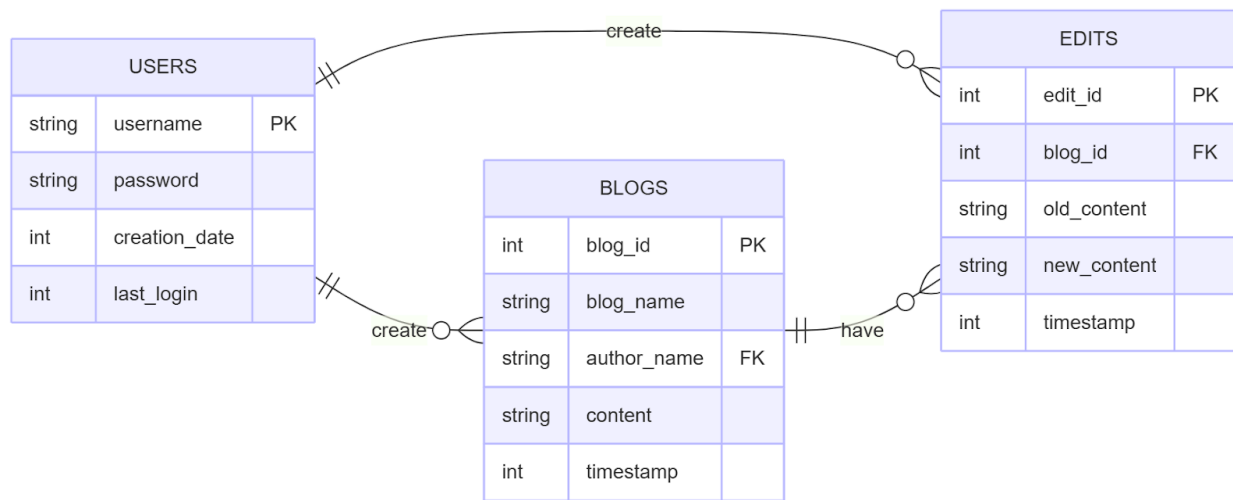 create
USERS
string username PK
string password
int creation_date
int last_login
create
BLOGS
int blog_id PK
string blog_name
string author_name FK
string content
int timestamp
have
EDITS
int edit_id PK
int blog_id FK
string old_content
string new_content
int timestamp